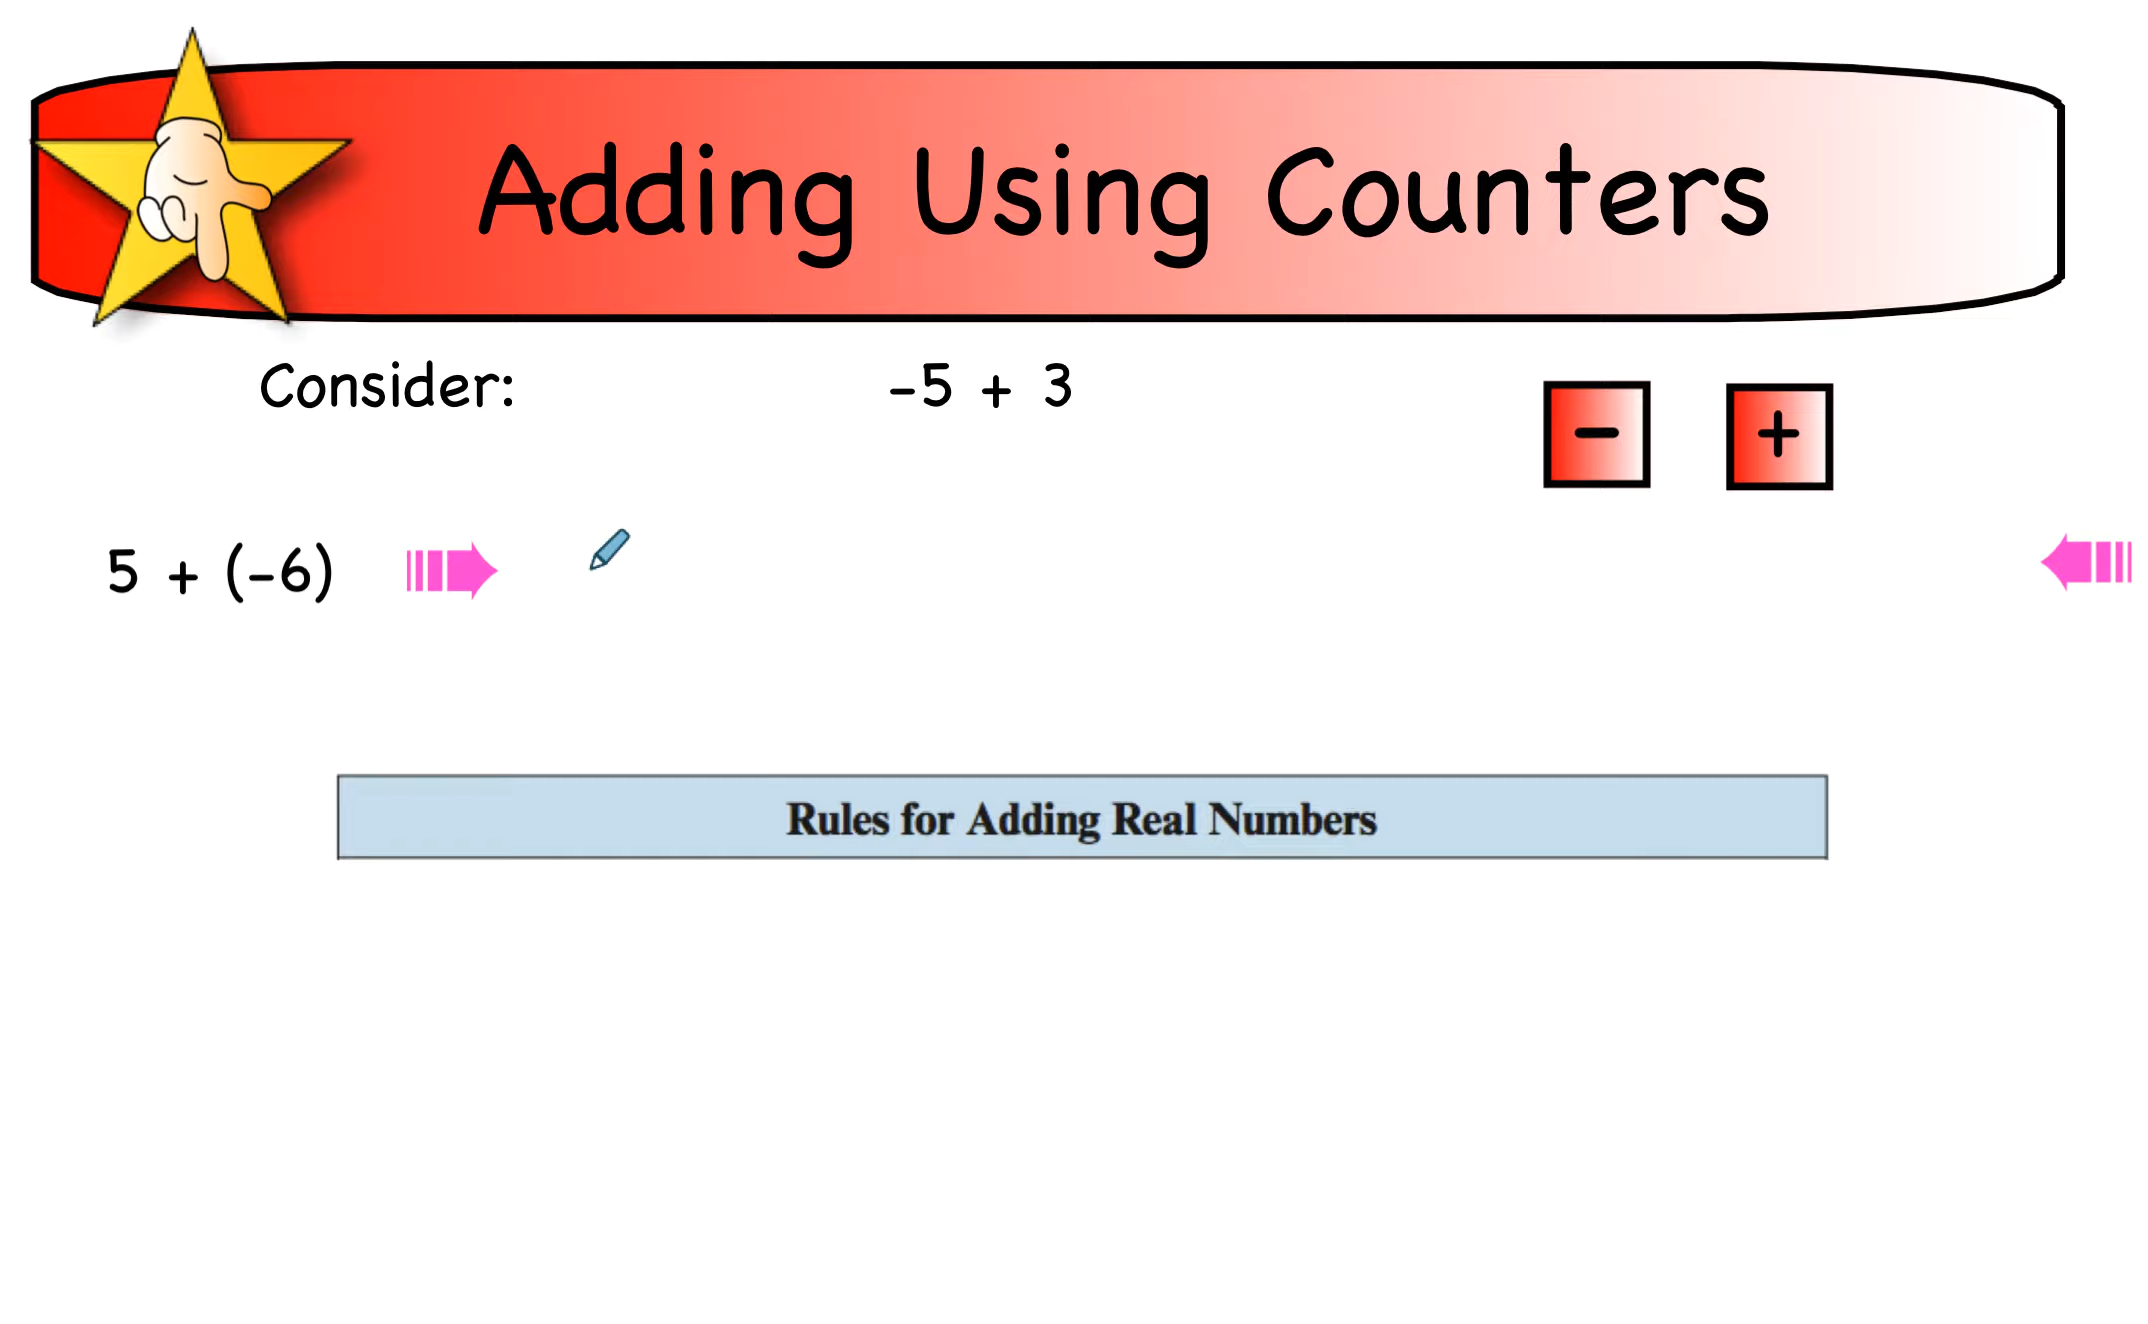 Adding Using Counters
Consider: -5 + 3
- +
5 + (-6)
Rules for Adding Real Numbers